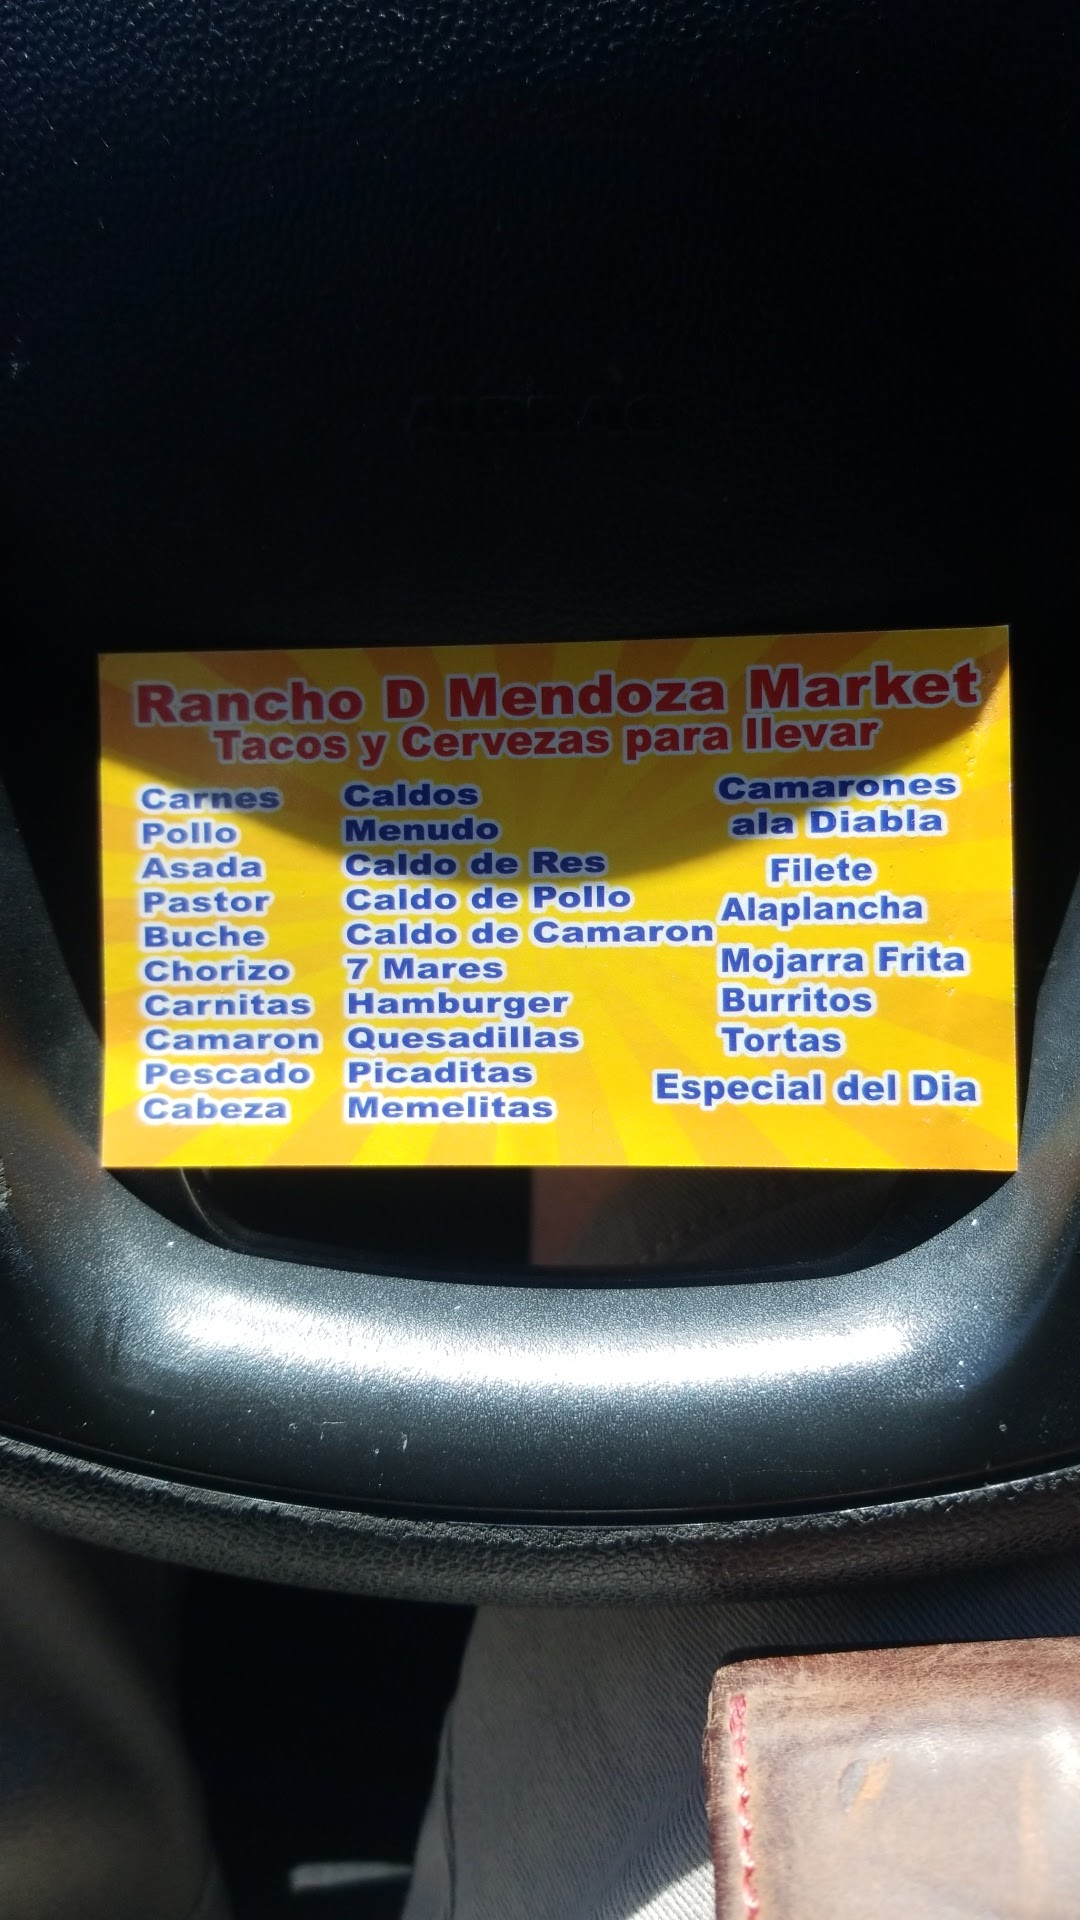 AIRBAG
Rancho D Mendoza Market
Tacos y Cervezas para llevar
Carnes
Pollo
Asada
Pastor
Buche
Chorizo
Carnitas
Camaron
Pescado
Cabeza
Caldos
Menudo
Caldo de Res
Caldo de Pollo
Caldo de Camaron
7 Mares
Hamburger
Quesadillas
Picaditas
Memelitas
Camarones
ala Diabla
Filete
Alaplancha
Mojarra Frita
Burritos
Tortas
Especial del Dia